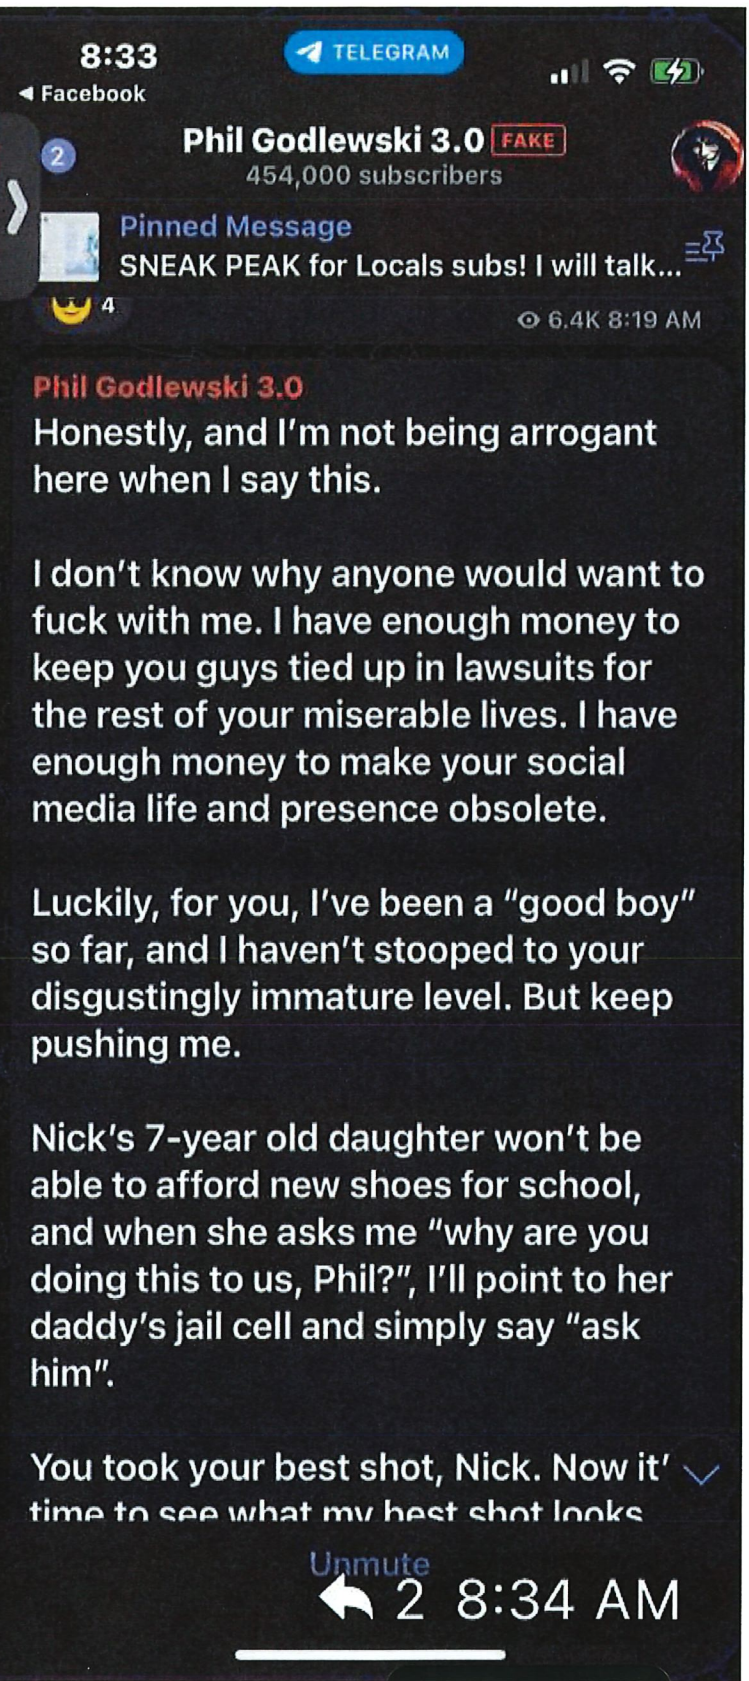 8:33
TELEGRAM
◀ Facebook
2
Phil Godlewski 3.0 FAKE
454,000 subscribers
Pinned Message
SNEAK PEAK for Locals subs! I will talk...
4
6.4K 8:19 AM
Phil Godlewski 3.0
Honestly, and I'm not being arrogant
here when I say this.
I don't know why anyone would want to
fuck with me. I have enough money to
keep you guys tied up in lawsuits for
the rest of your miserable lives. I have
enough money to make your social
media life and presence obsolete.
Luckily, for you, I've been a "good boy"
so far, and I haven't stooped to your
disgustingly immature level. But keep
pushing me.
Nick's 7-year old daughter won't be
able to afford new shoes for school,
and when she asks me "why are you
doing this to us, Phil?", I'll point to her
daddy's jail cell and simply say "ask
him".
You took your best shot, Nick. Now it'
time to see what my best shot looks
Unmute
2 8:34 AM